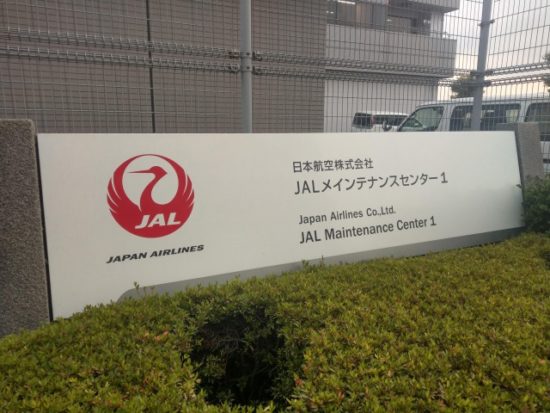 JAL
JAPAN AIRLINES
日本航空株式会社
JALメインテナンスセンター1
Japan Airlines Co.,Ltd.
JAL Maintenance Center 1